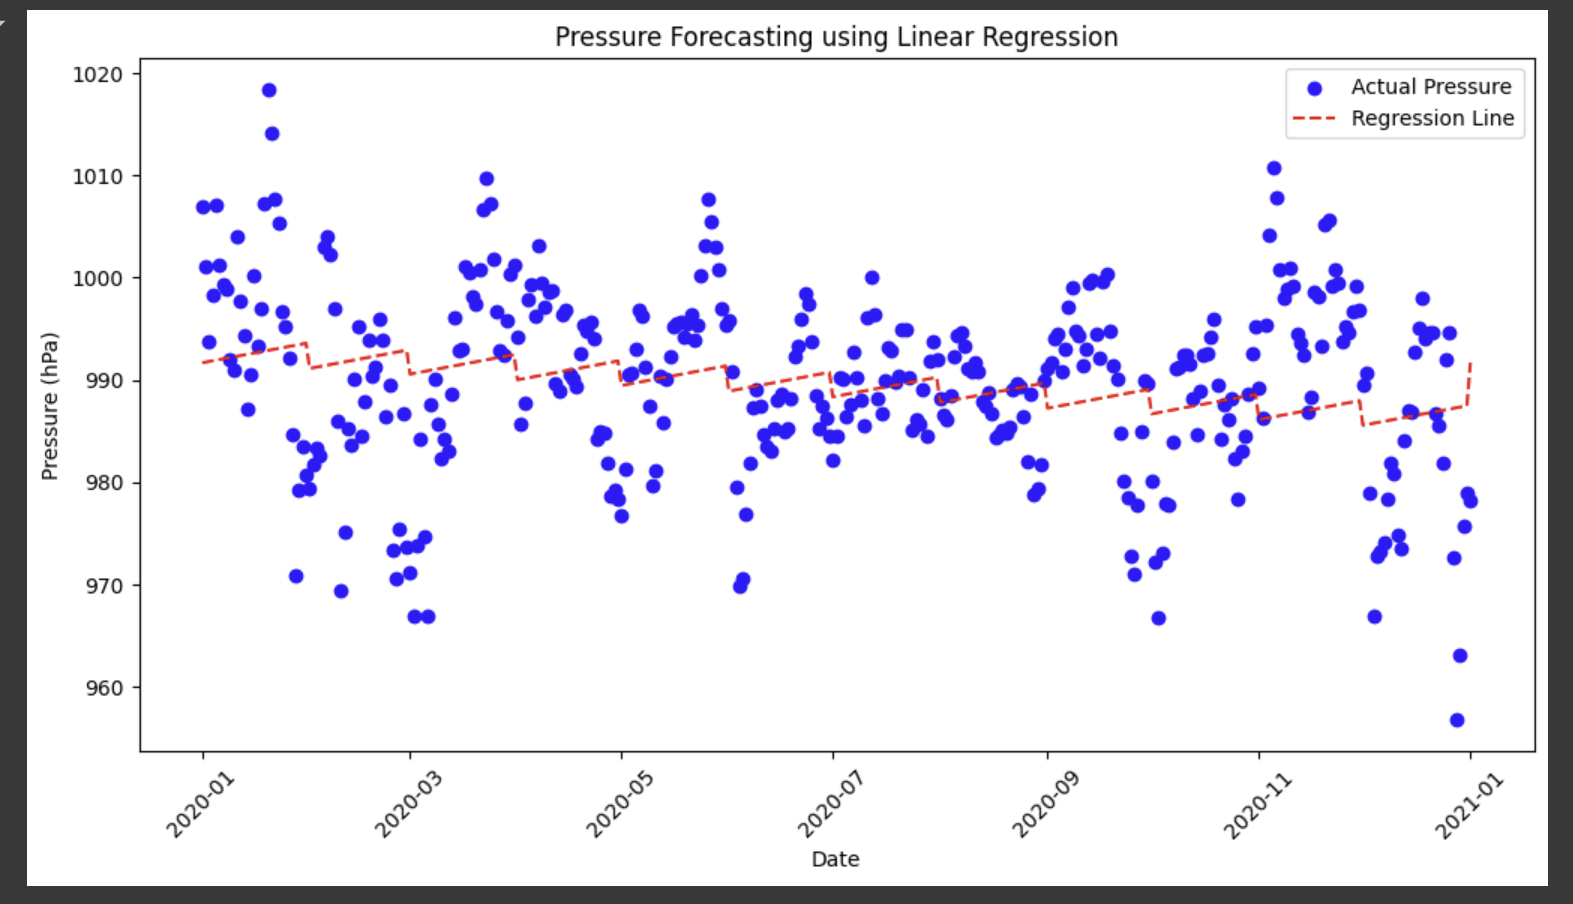 Pressure Forecasting using Linear Regression
Actual Pressure
Regression Line
Pressure (hPa)
1020
1010
1000
990
980
970
960
2020-01
2020-03
2020-05
2020-07
2020-09
2020-11
2021-01
Date